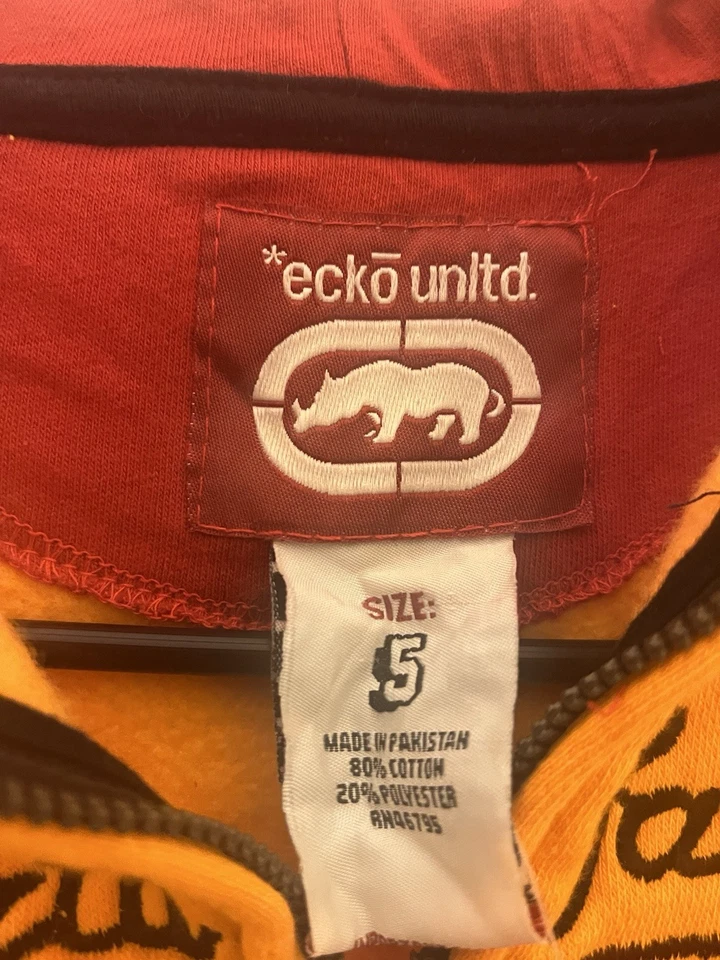 *eckō unltd.
SIZE:
5
MADE IN PAKISTAN
80% COTTON
20% POLYESTER
RN46795